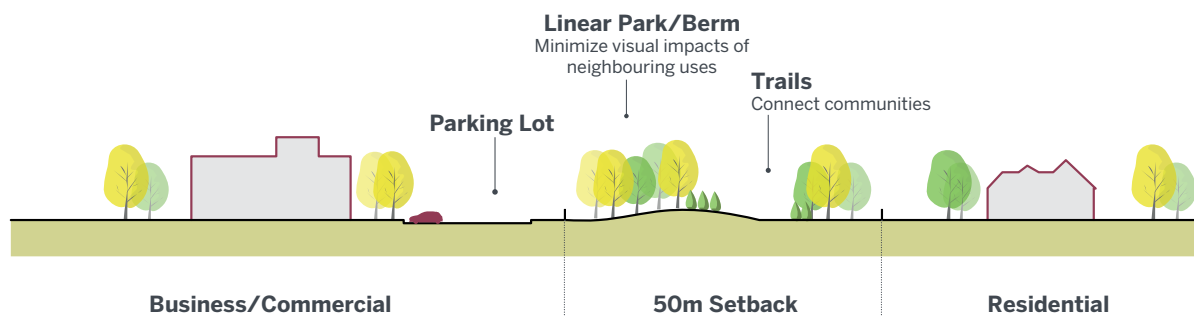 Linear Park/Berm
Minimize visual impacts of
neighbouring uses
Trails
Connect communities
Parking Lot
Business/Commercial
50m Setback
Residential